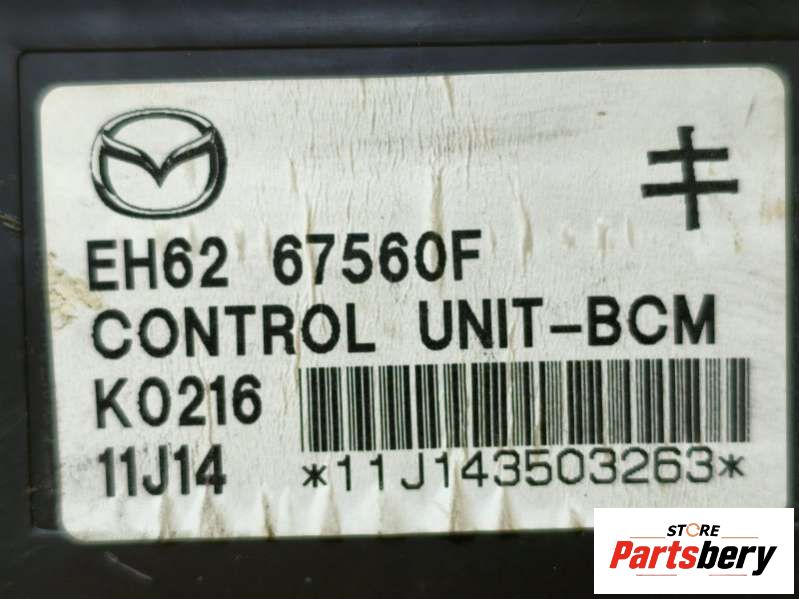 EH62 67560F
CONTROL UNIT-BCM
K0216
11J14
*11J143503263*
STORE
Partsbery